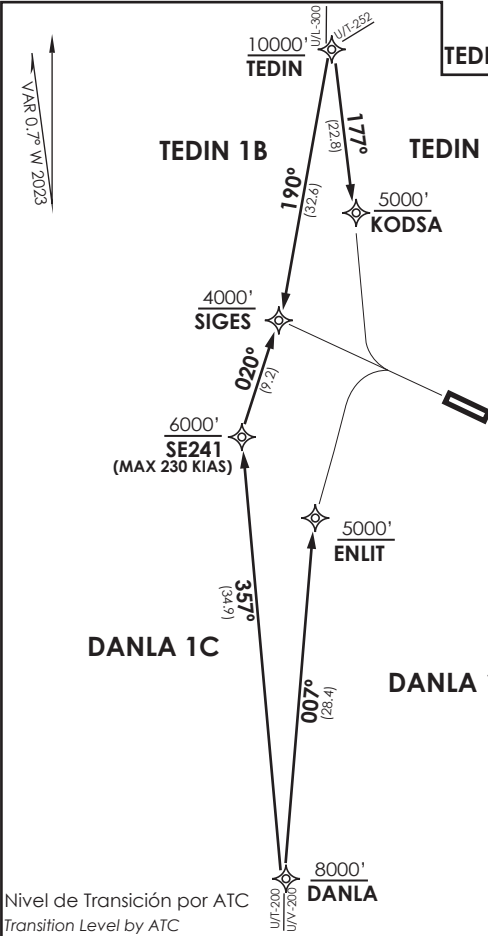 U/L-300
U/T-252
10000'
TEDIN
TEDI
VAR 0.7° W 2023
TEDIN 1B
177°
(22.8)
TEDIN
190°
(32.6)
5000'
KODSA
4000'
SIGES
020°
(9.2)
6000'
SE241
(MAX 230 KIAS)
5000'
ENLIT
357°
(34.9)
DANLA 1C
007°
(28.4)
DANLA
8000'
DANLA
U/T-200
U/V-200
Nivel de Transición por ATC
Transition Level by ATC